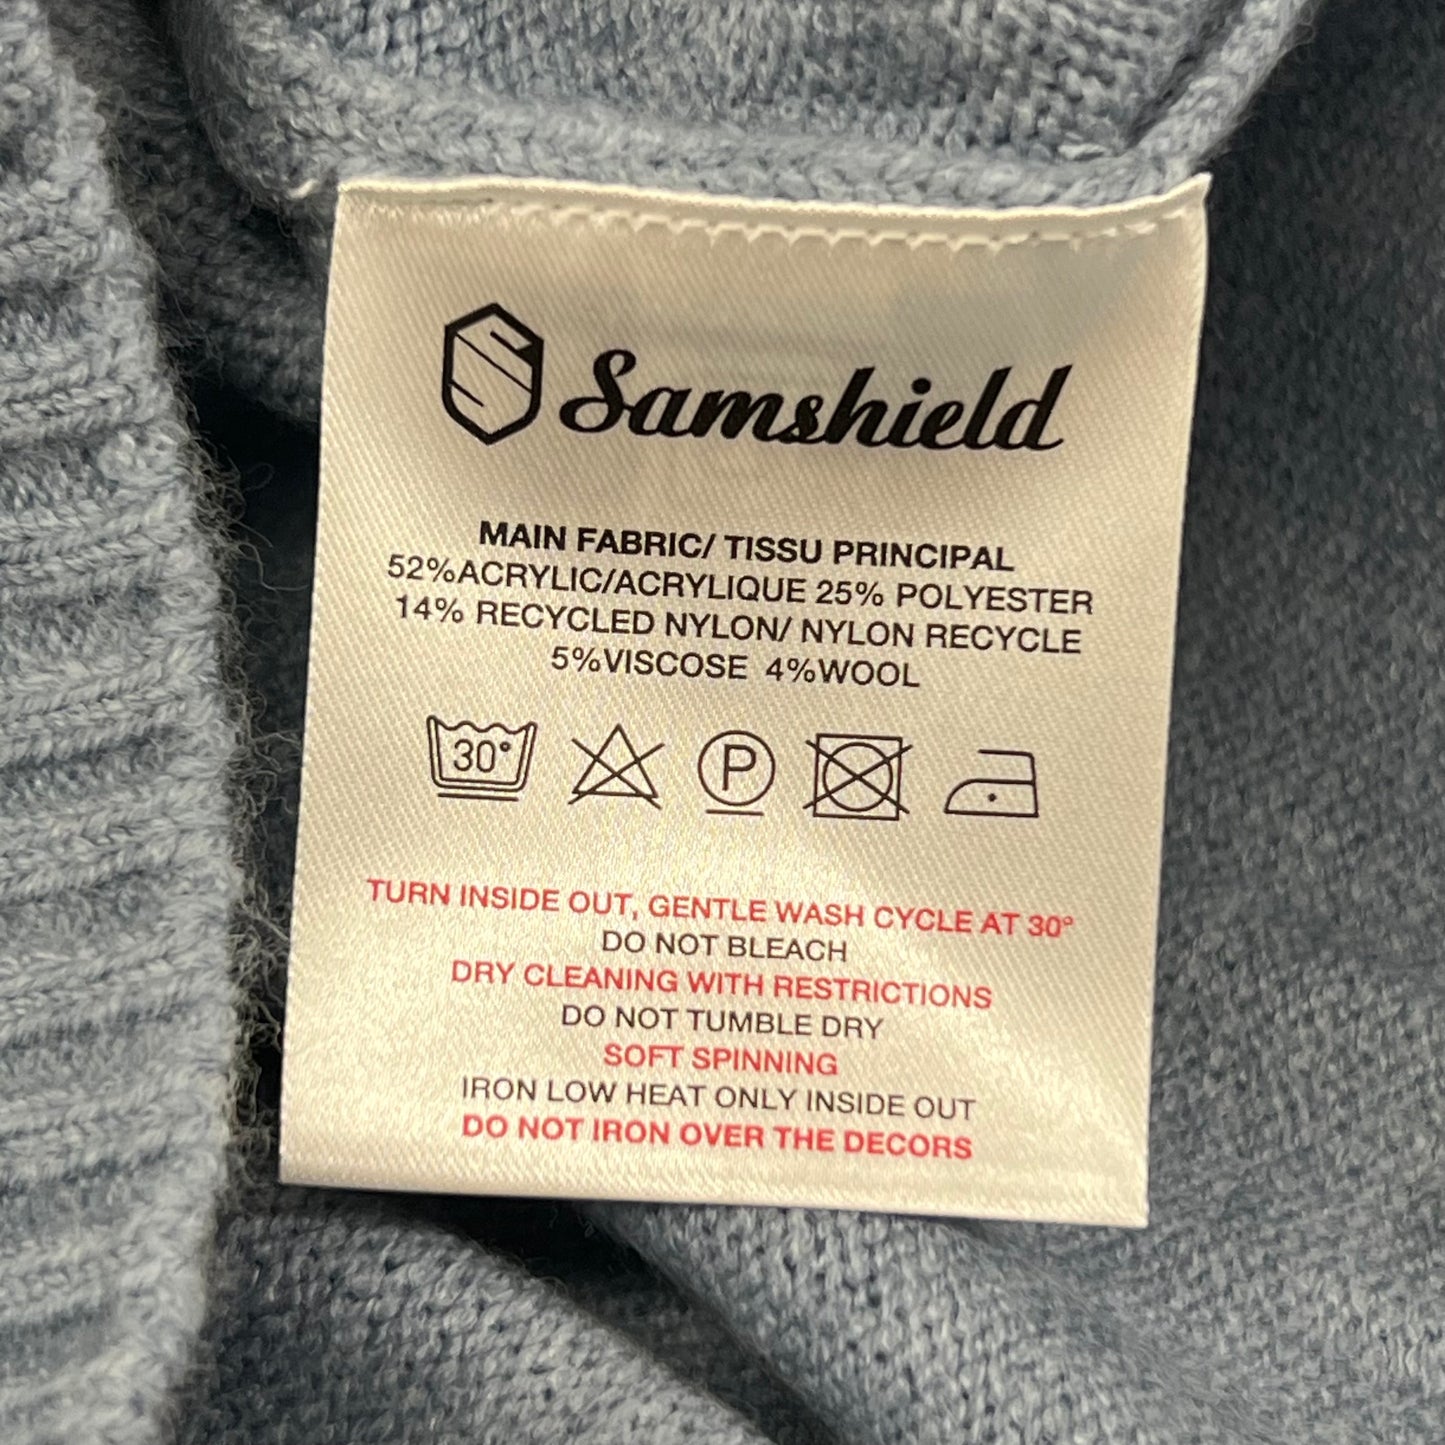 Samshield
MAIN FABRIC/ TISSU PRINCIPAL
52%ACRYLIC/ACRYLIQUE 25% POLYESTER
14% RECYCLED NYLON/ NYLON RECYCLE
5%VISCOSE 4%WOOL
30° P
TURN INSIDE OUT, GENTLE WASH CYCLE AT 30°
DO NOT BLEACH
DRY CLEANING WITH RESTRICTIONS
DO NOT TUMBLE DRY
SOFT SPINNING
IRON LOW HEAT ONLY INSIDE OUT
DO NOT IRON OVER THE DECORS